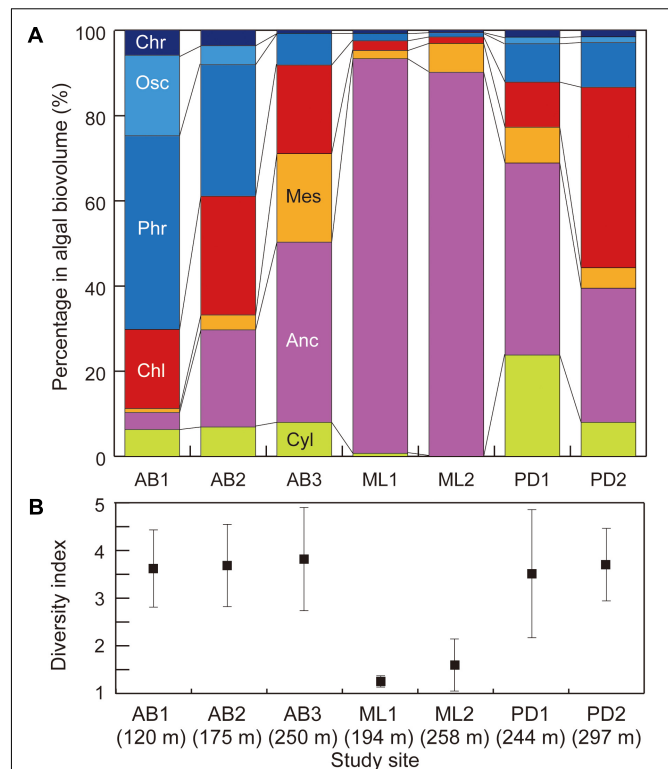 A
Percentage in algal biovolume (%)
100
80
60
40
20
0
Chr
Osc
Phr
Chl
Mes
Anc
Cyl
AB1 AB2 AB3 ML1 ML2 PD1 PD2
B
Diversity index
5
4
3
2
1
AB1 AB2 AB3 ML1 ML2 PD1 PD2
(120 m) (175 m) (250 m) (194 m) (258 m) (244 m) (297 m)
Study site